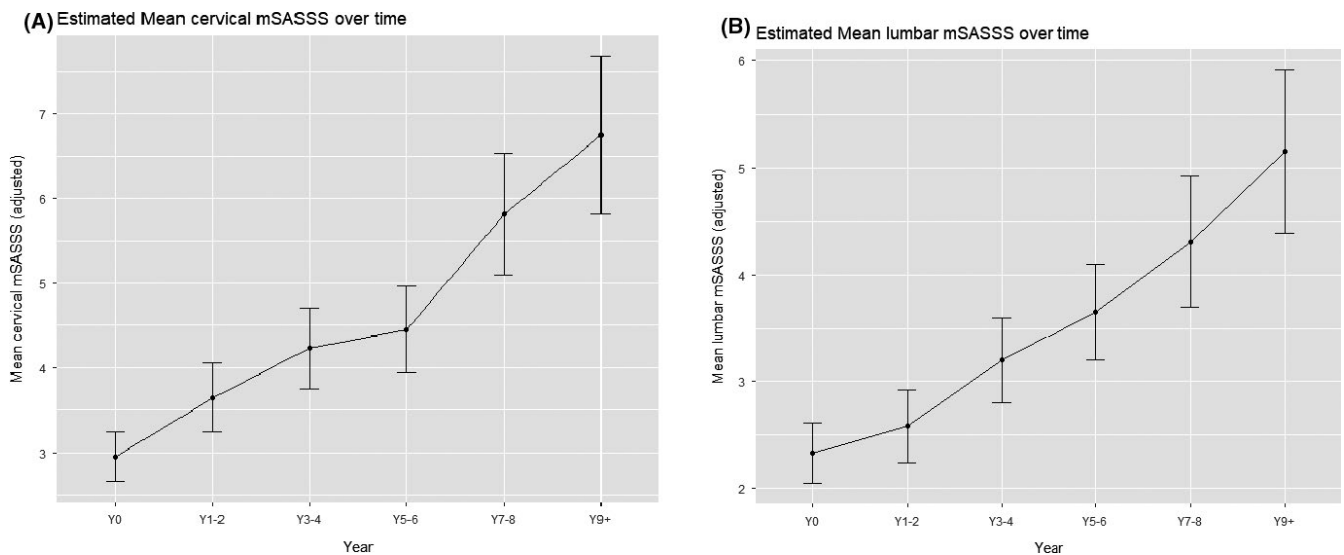 (A) Estimated Mean cervical mSASSS over time
Mean cervical mSASSS (adjusted)
7
6
5
4
3
Y0 Y1-2 Y3-4 Y5-6 Y7-8 Y9+
Year
(B) Estimated Mean lumbar mSASSS over time
Mean lumbar mSASSS (adjusted)
6
5
4
3
2
Y0 Y1-2 Y3-4 Y5-6 Y7-8 Y9+
Year